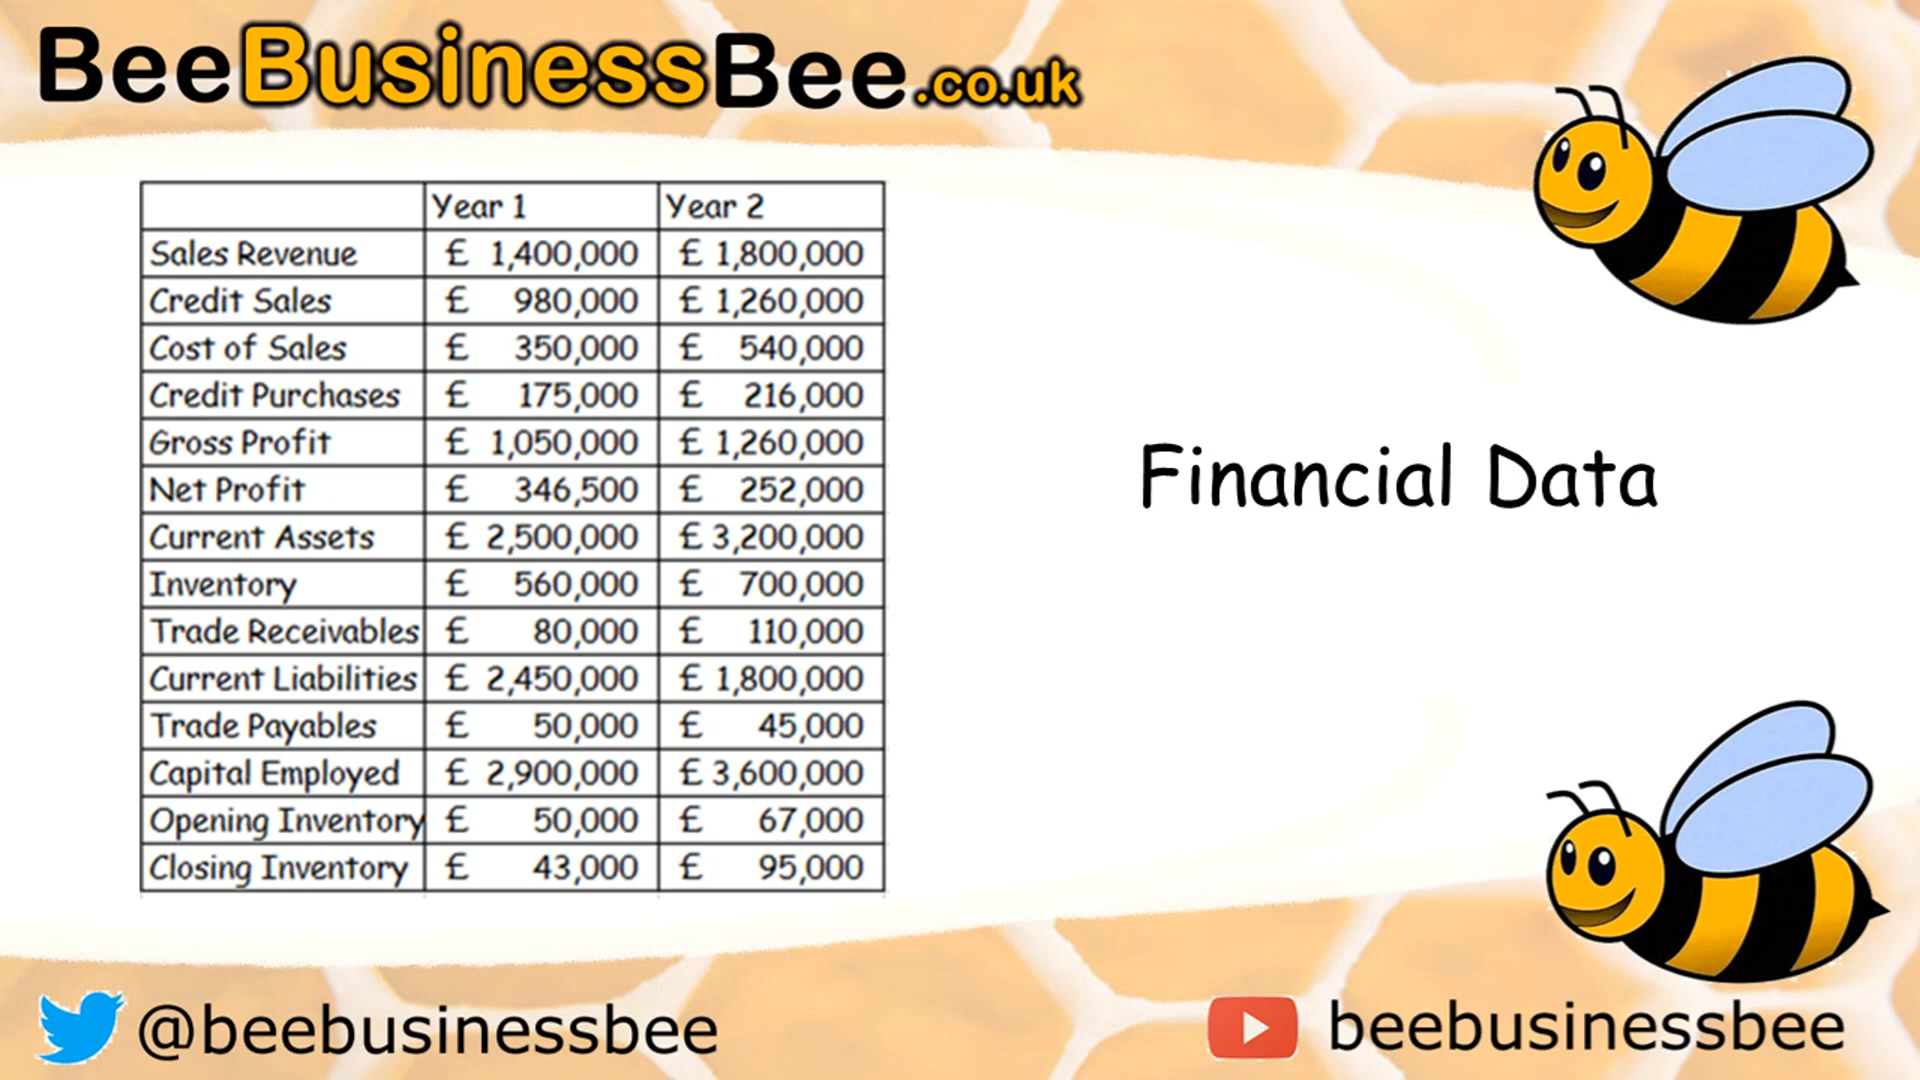 BeeBusinessBee.co.uk
Year 1 Year 2
Sales Revenue £ 1,400,000 £ 1,800,000
Credit Sales £ 980,000 £ 1,260,000
Cost of Sales £ 350,000 £ 540,000
Credit Purchases £ 175,000 £ 216,000
Gross Profit £ 1,050,000 £ 1,260,000
Net Profit £ 346,500 £ 252,000
Current Assets £ 2,500,000 £ 3,200,000
Inventory £ 560,000 £ 700,000
Trade Receivables £ 80,000 £ 110,000
Current Liabilities £ 2,450,000 £ 1,800,000
Trade Payables £ 50,000 £ 45,000
Capital Employed £ 2,900,000 £ 3,600,000
Opening Inventory £ 50,000 £ 67,000
Closing Inventory £ 43,000 £ 95,000
Financial Data
@beebusinessbee
beebusinessbee